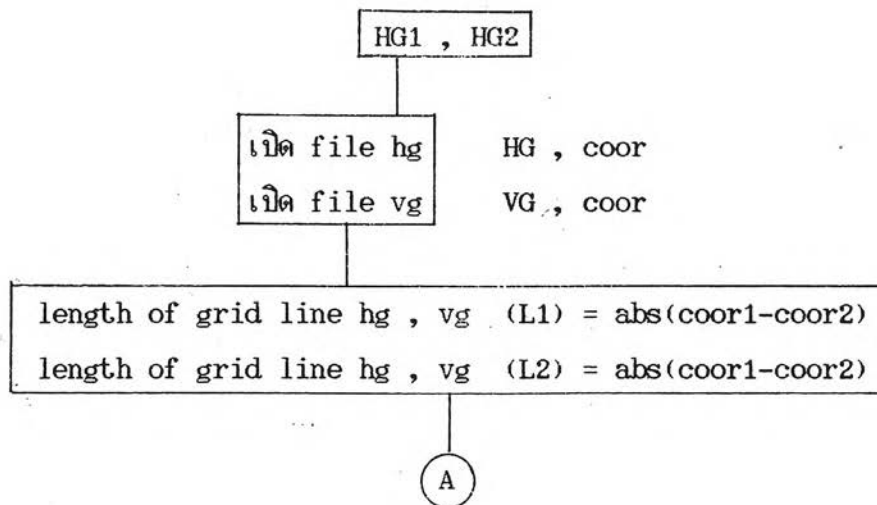 HG1 , HG2
เปิด file hg HG , coor
เปิด file vg VG , coor
length of grid line hg , vg (L1) = abs(coor1-coor2)
length of grid line hg , vg (L2) = abs(coor1-coor2)
A